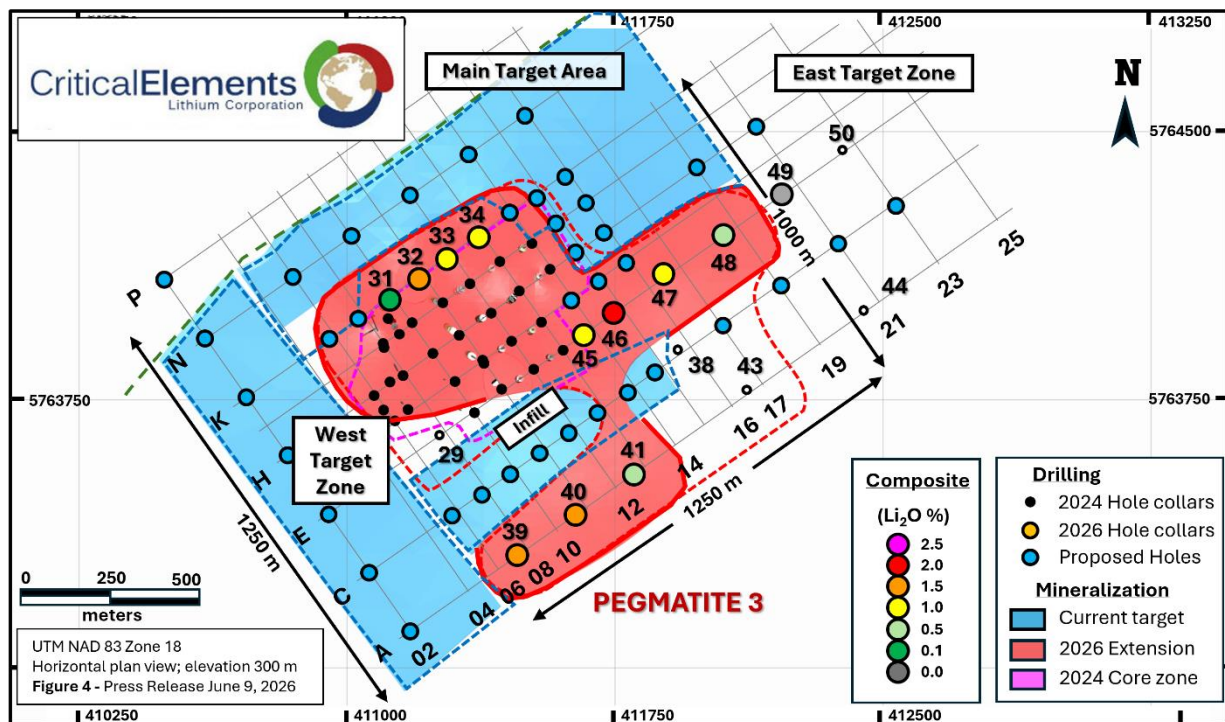 411750
412500
413250
CriticalElements
Lithium Corporation
Main Target Area
East Target Zone
N
50
5764500
49
34
33
48
1000 m
25
32
31
47
P
44
23
46
21
45
38
43
19
N
5763750
5763750
Infill
16
17
K
West
Target
Zone
29
41
14
H
40
12
1250 m
39
10
E
08
1250 m
06
C
04
PEGMATITE 3
A
02
0
250
500
meters
UTM NAD 83 Zone 18
Horizontal plan view; elevation 300 m
Figure 4 - Press Release June 9, 2026
Composite
(Li₂O %)
2.5
2.0
1.5
1.0
0.5
0.1
0.0
Drilling
2024 Hole collars
2026 Hole collars
Proposed Holes
Mineralization
Current target
2026 Extension
2024 Core zone
410250
411000
411750
412500